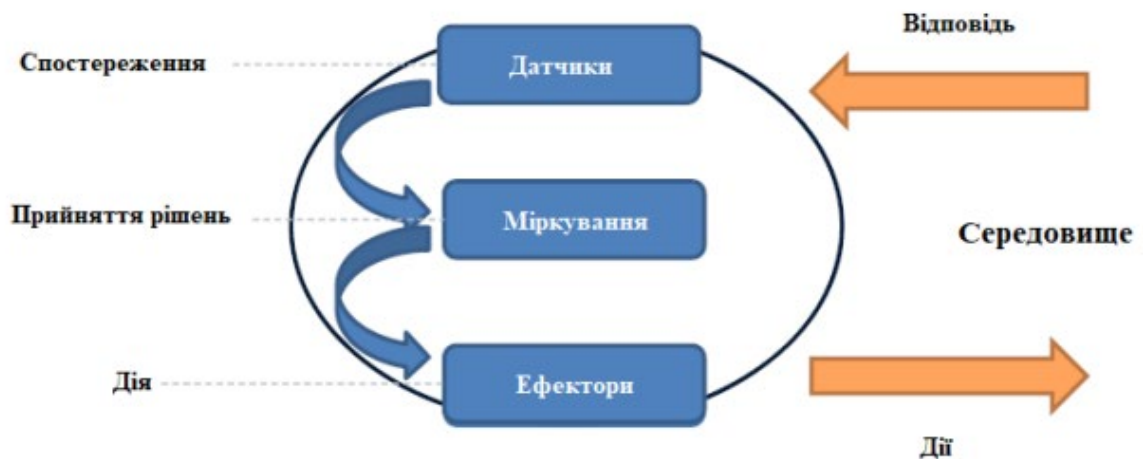 Відповідь
Спостереження
Датчики
Прийняття рішень
Міркування
Середовище
Дія
Ефектори
Дії